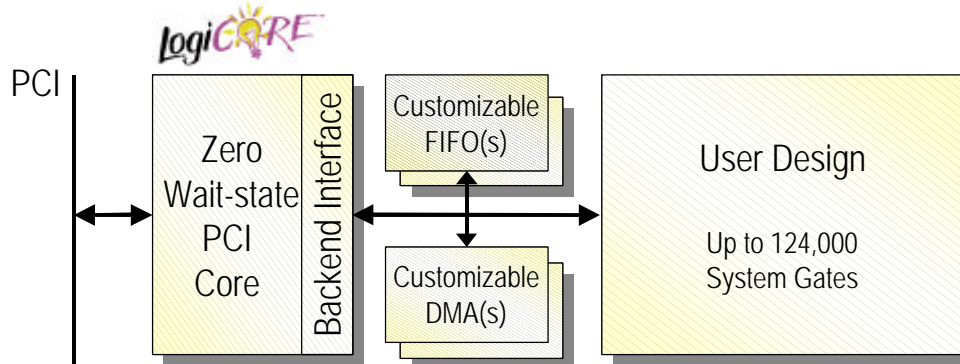 LogiCORE
PCI
Zero
Wait-state
PCI
Core
Backend Interface
Customizable
FIFO(s)
Customizable
DMA(s)
User Design
Up to 124,000
System Gates